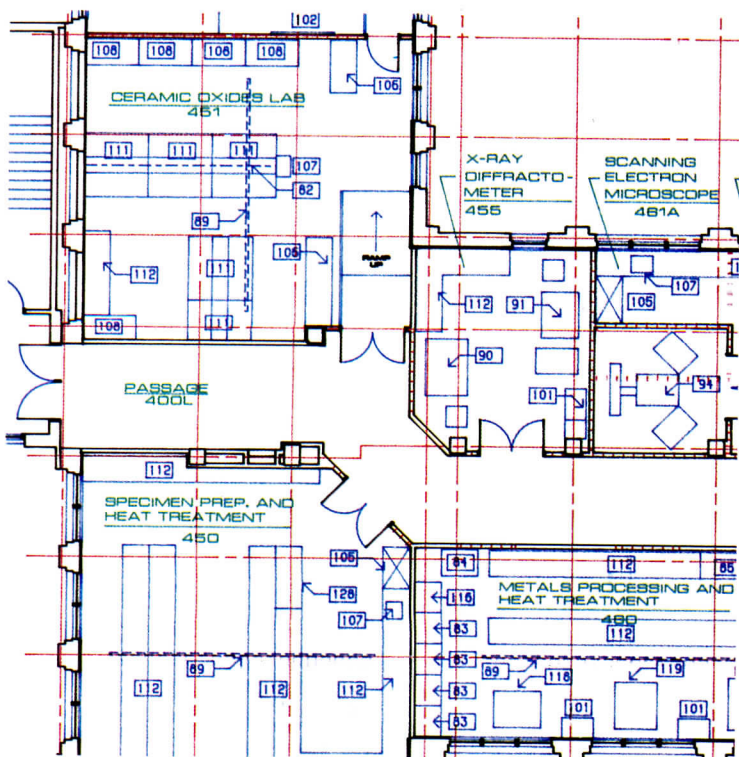 102
108 108 108 108
105
CERAMIC OXIDES LAB
451
111 111 111
107
82
89
RAMP
UP
112
111
105
108
111
X-RAY
DIFFRACTO-
METER
455
SCANNING
ELECTRON
MICROSCOPE
461A
112
91
105
107
90
101
94
PASSAGE
400L
112
SPECIMEN PREP. AND
HEAT TREATMENT
450
105
128
107
89
112
112
112
84
112
85
METALS PROCESSING AND
HEAT TREATMENT
116
83
112
83
89
118
119
83
101
101
83